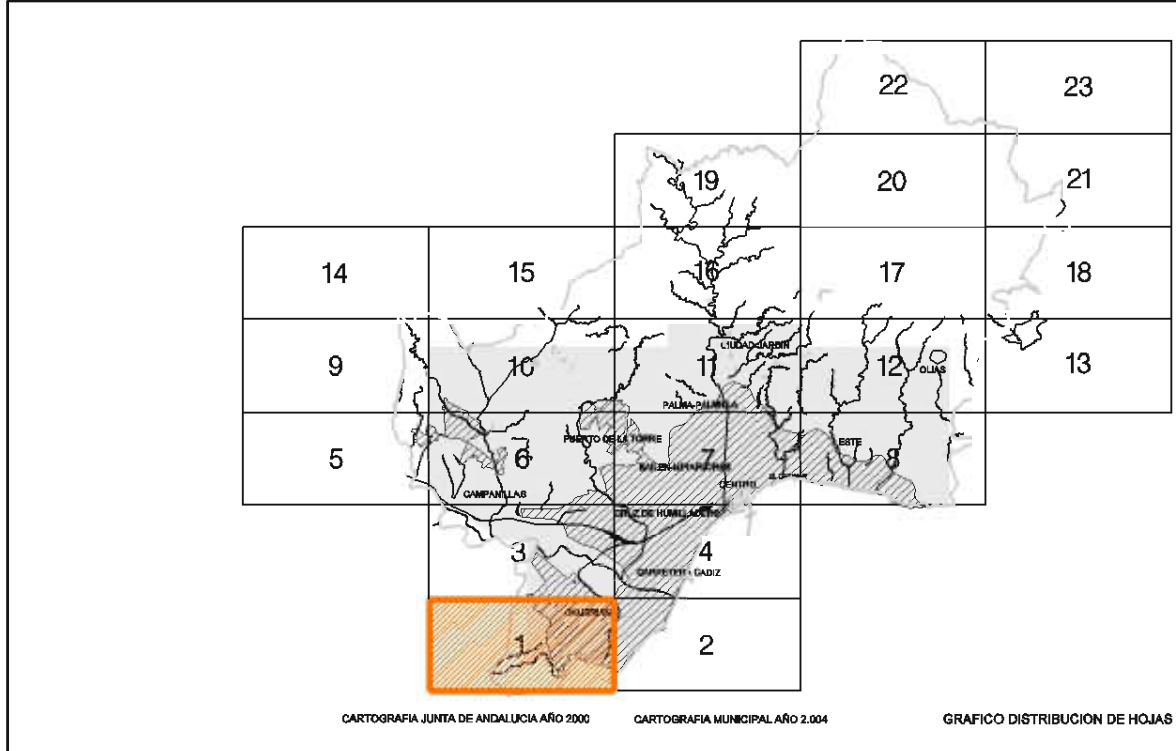 22 23
19 20 21
14 15 16 17 18
CIUDAD JARDIN
9 10 11 12 13
OLIAS
PALMA-PALMILLA
PUERTO DE LA TORRE ESTE
5 6 7 8
CENTRO
CAMPANILLAS
CRUZ DE HUMILLADERO
3 4
CARRETERA CADIZ
1 2
CARTOGRAFIA JUNTA DE ANDALUCIA AÑO 2000 CARTOGRAFIA MUNICIPAL AÑO 2.004 GRAFICO DISTRIBUCION DE HOJAS